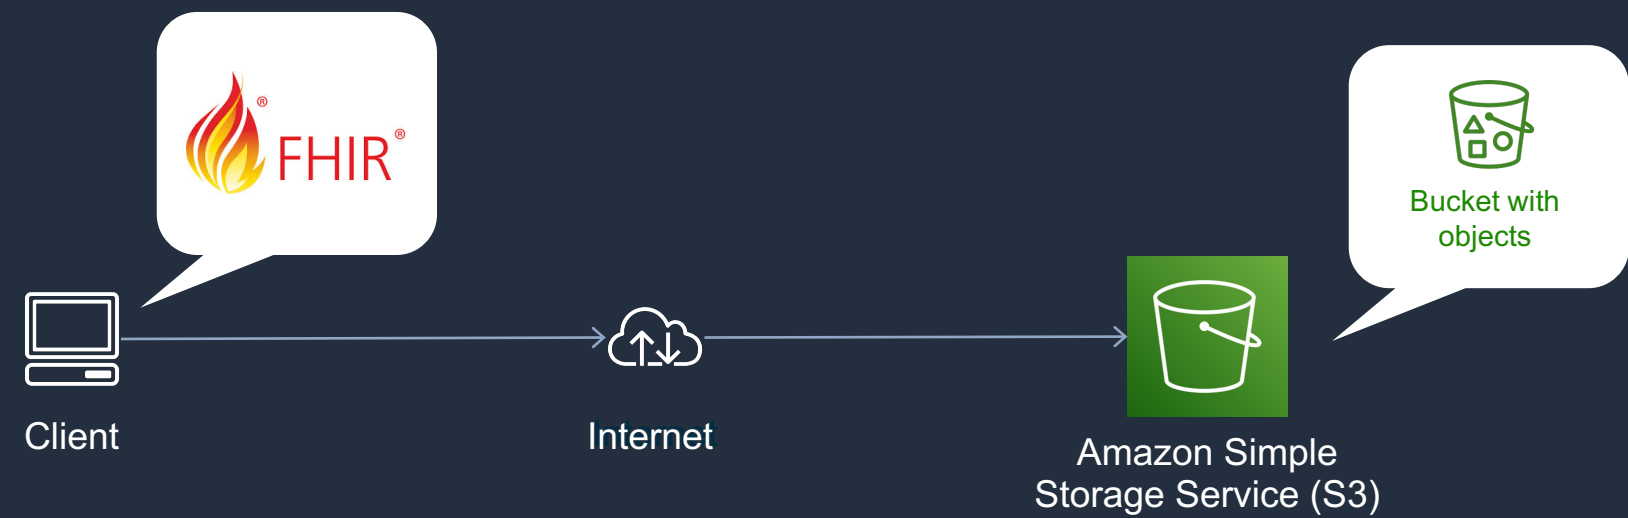 ® FHIR®
Bucket with
objects
Client
Internet
Amazon Simple
Storage Service (S3)